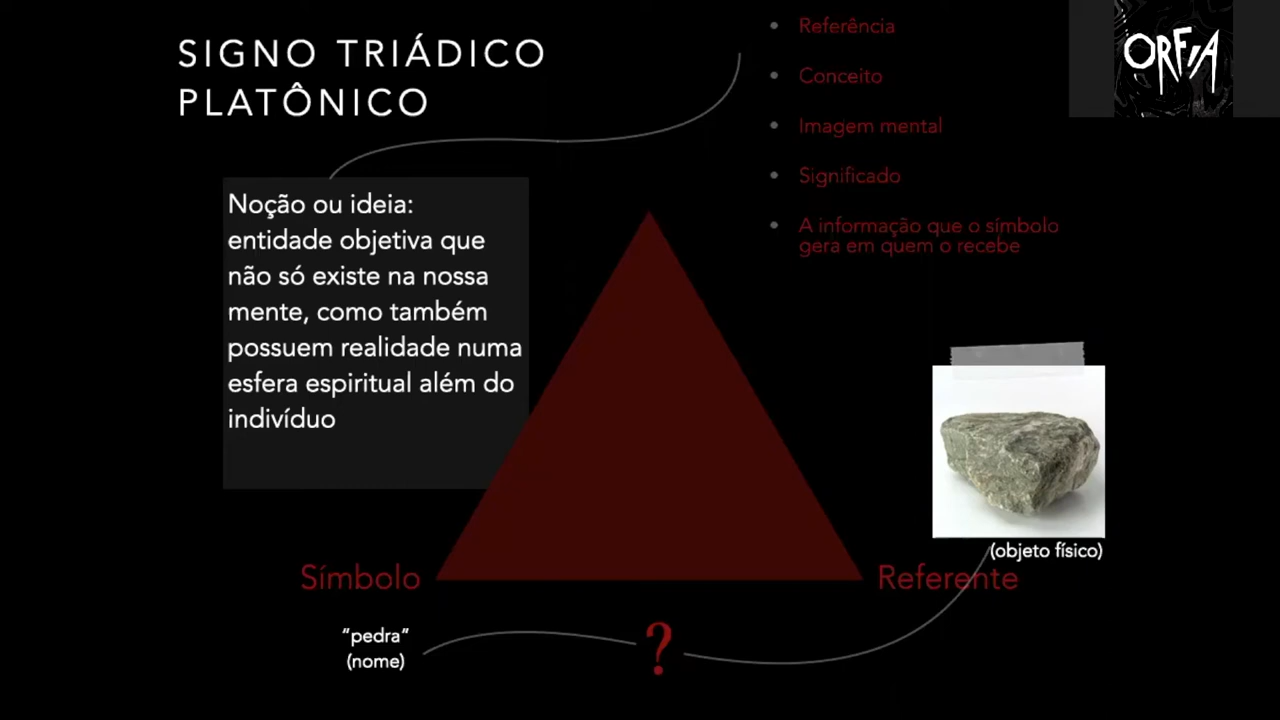 SIGNO TRIÁDICO
PLATÔNICO
Referência
Conceito
Imagem mental
Significado
A informação que o símbolo
gera em quem o recebe
ORFIA
Noção ou ideia:
entidade objetiva que
não só existe na nossa
mente, como também
possuem realidade numa
esfera espiritual além do
indivíduo
(objeto físico)
Símbolo
Referente
"pedra"
(nome)
?